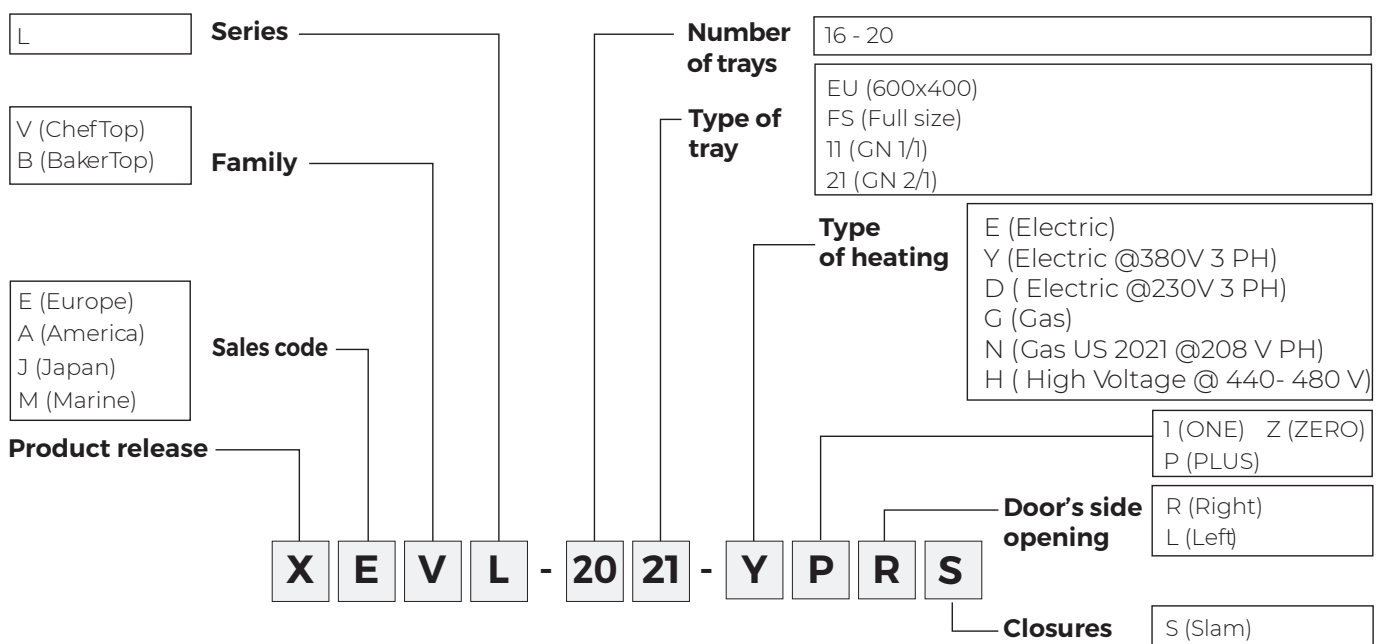 L
Series
V (ChefTop)
B (BakerTop)
Family
E (Europe)
A (America)
J (Japan)
M (Marine)
Sales code
Product release
Number
of trays
16 - 20
Type of
tray
EU (600x400)
FS (Full size)
11 (GN 1/1)
21 (GN 2/1)
Type
of heating
E (Electric)
Y (Electric @380V 3 PH)
D ( Electric @230V 3 PH)
G (Gas)
N (Gas US 2021 @208 V PH)
H ( High Voltage @ 440- 480 V)
1 (ONE) Z (ZERO)
P (PLUS)
Door's side
opening
R (Right)
L (Left)
X E V L - 20 21 - Y P R S
Closures
S (Slam)